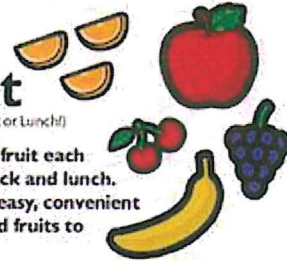 t
or Lunch!)
fruit each
ck and lunch.
easy, convenient
d fruits to